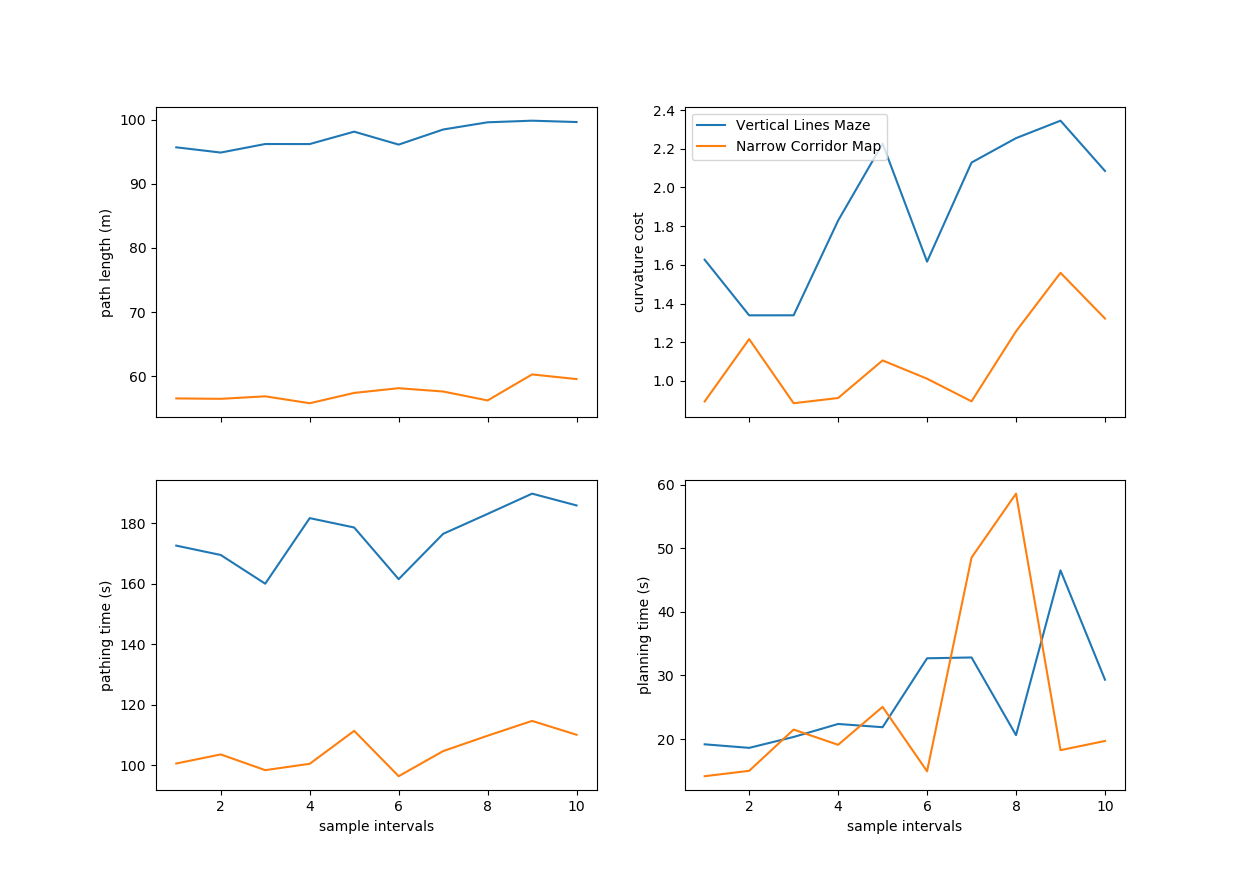 100
90
80
70
60
path length (m)
2.4
2.2
2.0
1.8
1.6
1.4
1.2
1.0
curvature cost
Vertical Lines Maze
Narrow Corridor Map
180
160
140
120
100
pathing time (s)
2 4 6 8 10
sample intervals
60
50
40
30
20
planning time (s)
2 4 6 8 10
sample intervals